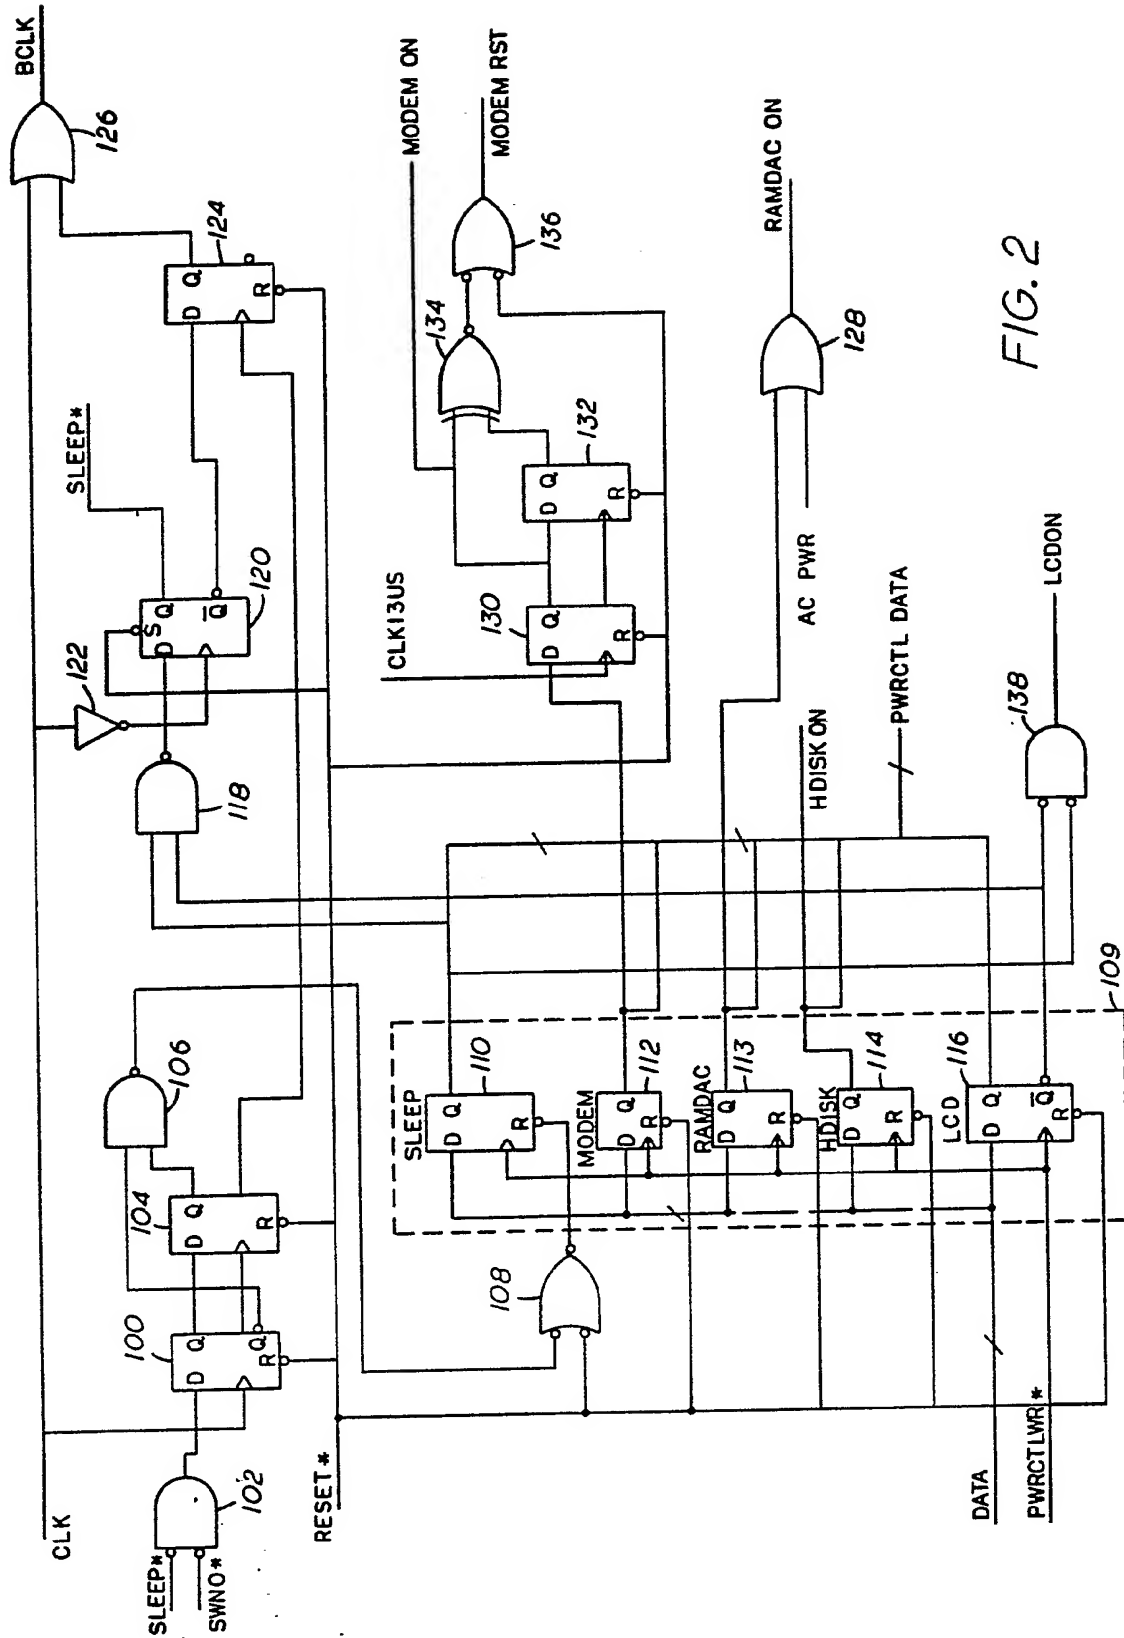 BCLK
126
SLEEP*
D Q
124
R
MODEM ON
MODEM RST
136
134
RAMDAC ON
128
FIG. 2
122
S
D Q
Q
120
118
CLK13US
130
D Q
R
132
D Q
R
AC PWR
HDISK ON
PWRCTL DATA
138
LCDON
106
104
D Q
R
100
D Q
Q
R
102
CLK
SLEEP*
SWNO*
RESET*
108
109
SLEEP
110
D Q
R
MODEM
112
D Q
R
RAMDAC
113
D Q
R
HDISK
114
D Q
R
LCD
116
D Q
Q
R
DATA
PWRCTLWR*